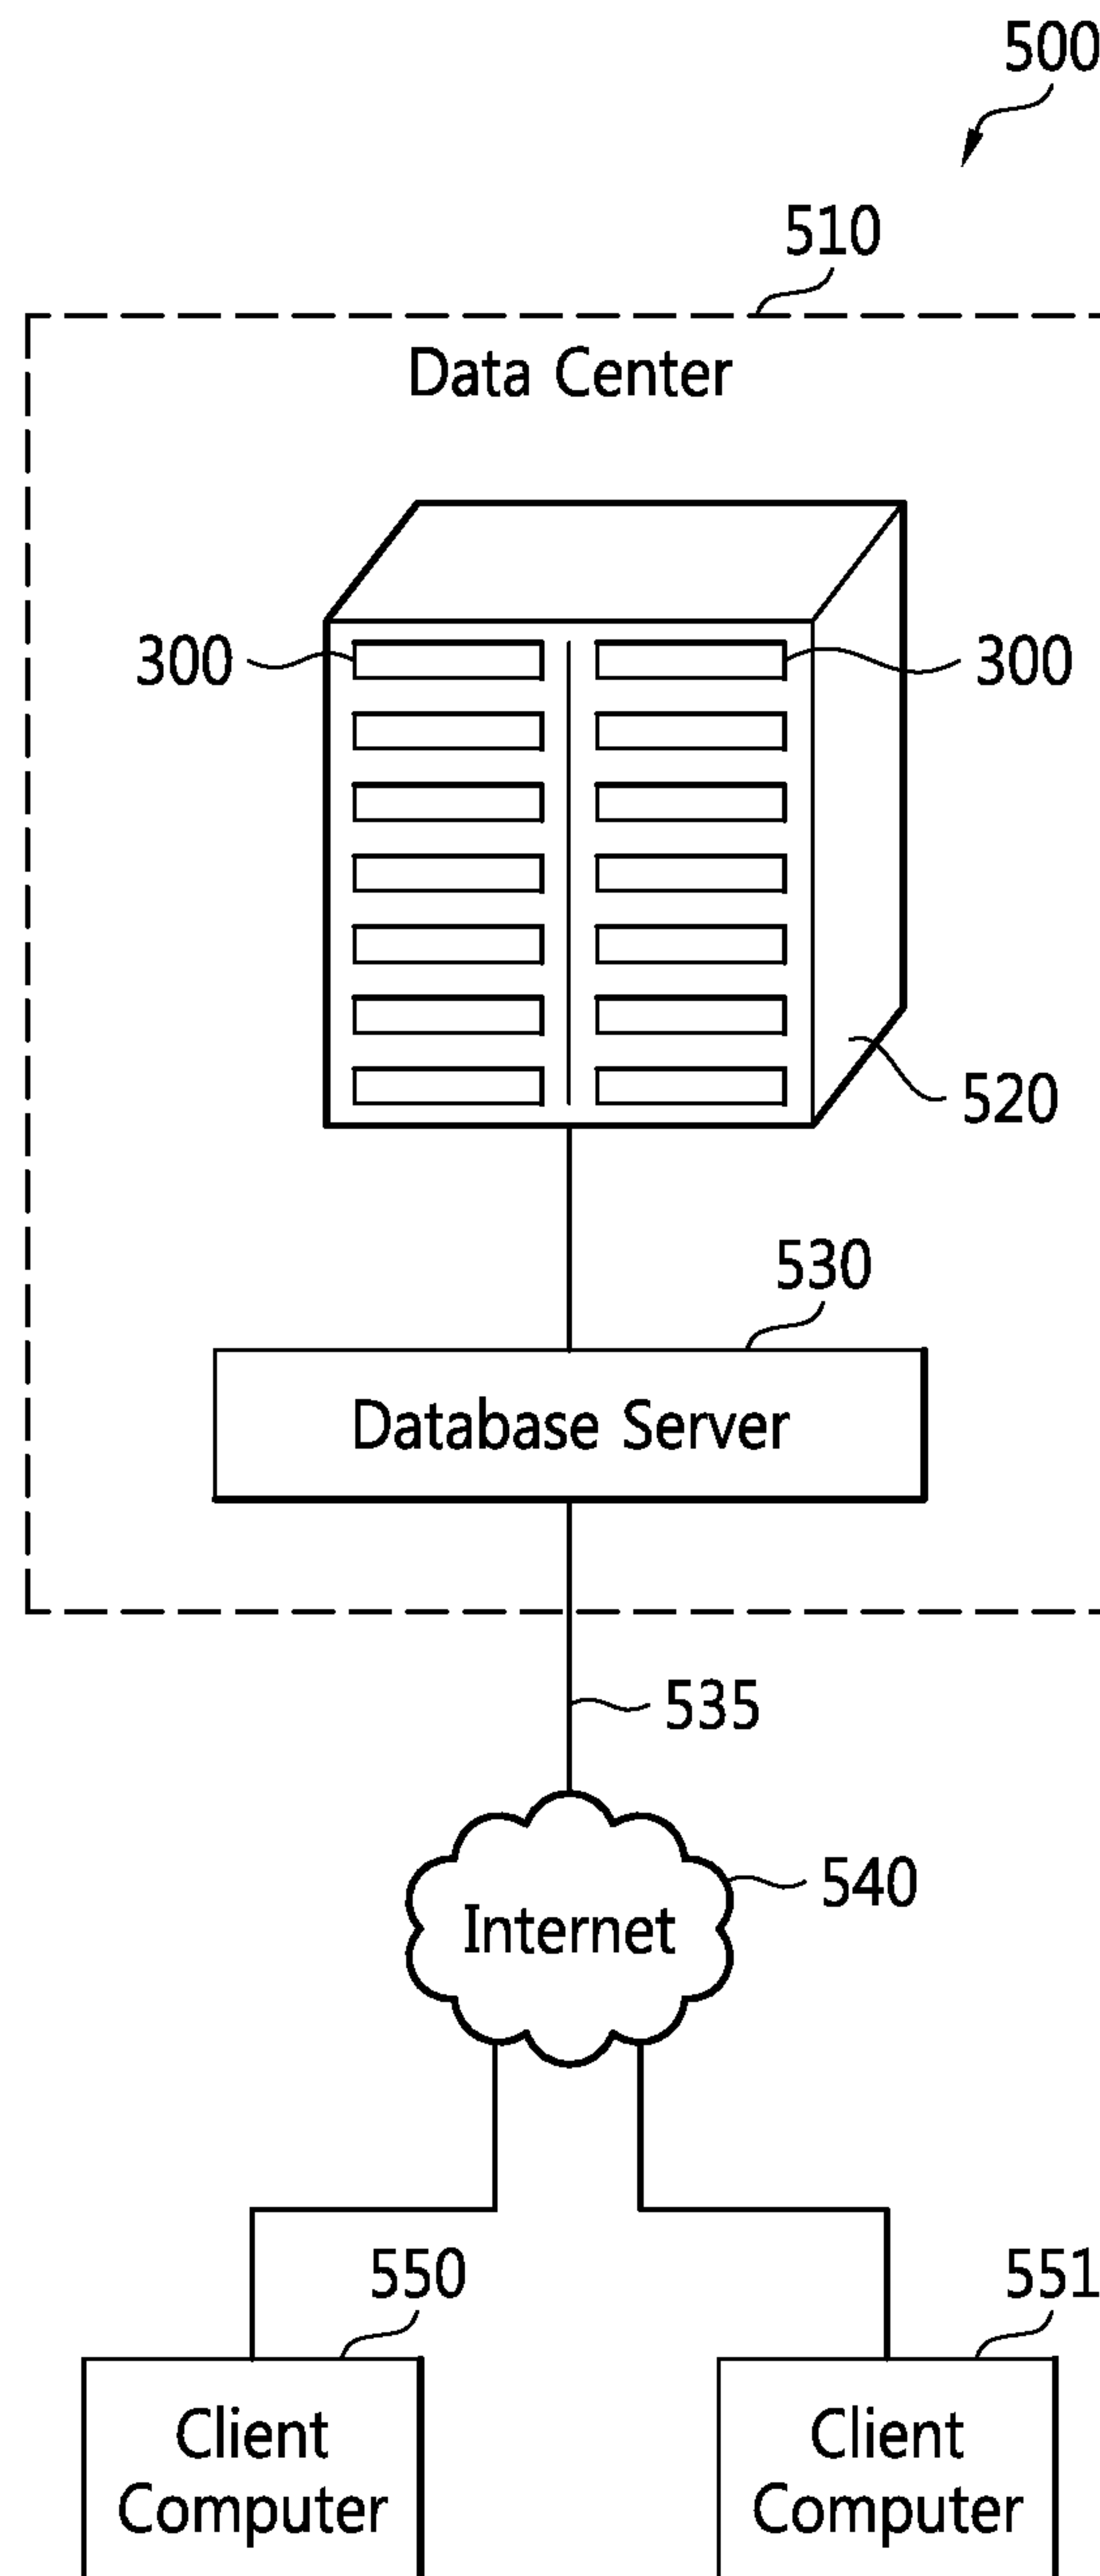 500
510
Data Center
300
300
520
530
Database Server
535
540
Internet
550
551
Client
Computer
Client
Computer